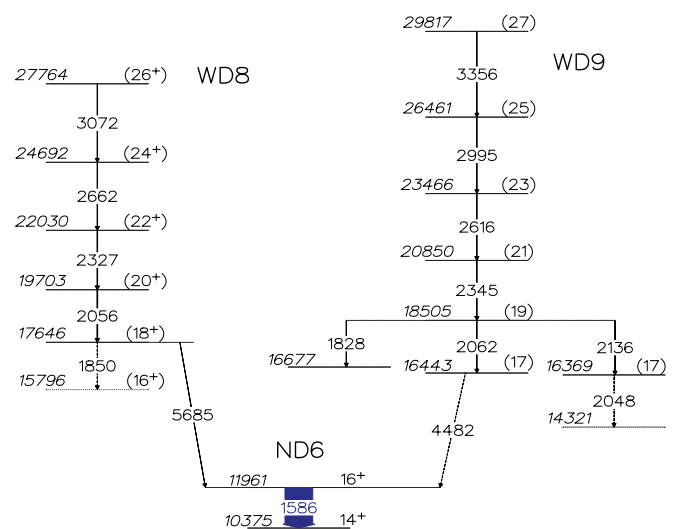 29817 (27)
27764 (26+) WD8 WD9
3356
26461 (25)
3072
24692 (24+) 2995
23466 (23)
2662
22030 (22+) 2616
20850 (21)
2327
19703 (20+) 2345
2056 18505 (19)
17646 (18+) 1828 2062 2136
1850 16677 16443 (17) 16369 (17)
15796 (16+) 2048
5685 4482 14321
ND6
11961 16+
1586
10375 14+